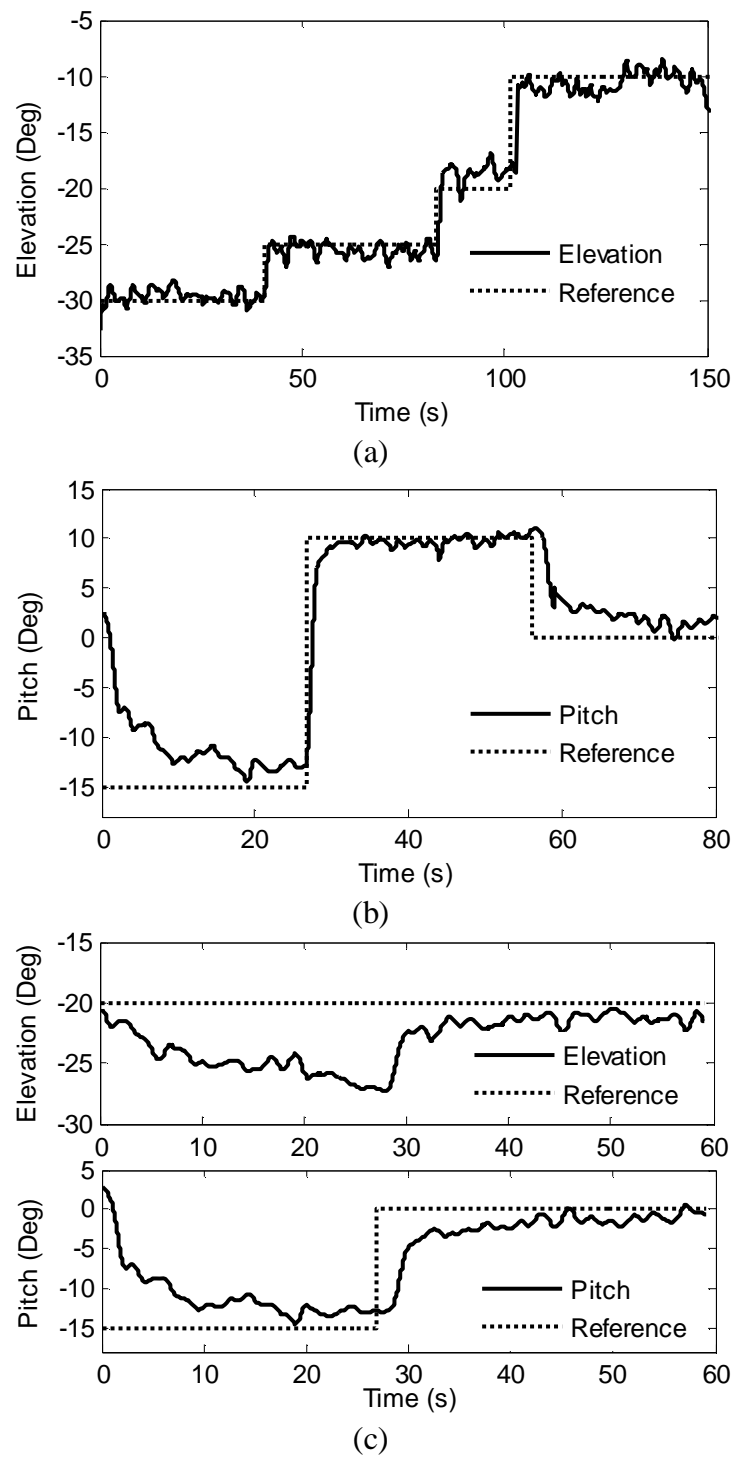 -5
-10
-15
-20
-25
-30
-35
Elevation (Deg)
Elevation
Reference
0 50 100 150
Time (s)
(a)
15
10
5
0
-5
-10
-15
Pitch (Deg)
Pitch
Reference
0 20 40 60 80
Time (s)
(b)
-15
-20
-25
-30
Elevation (Deg)
Elevation
Reference
0 10 20 30 40 50 60
5
0
-5
-10
-15
Pitch (Deg)
Pitch
Reference
0 10 20 30 40 50 60
Time (s)
(c)